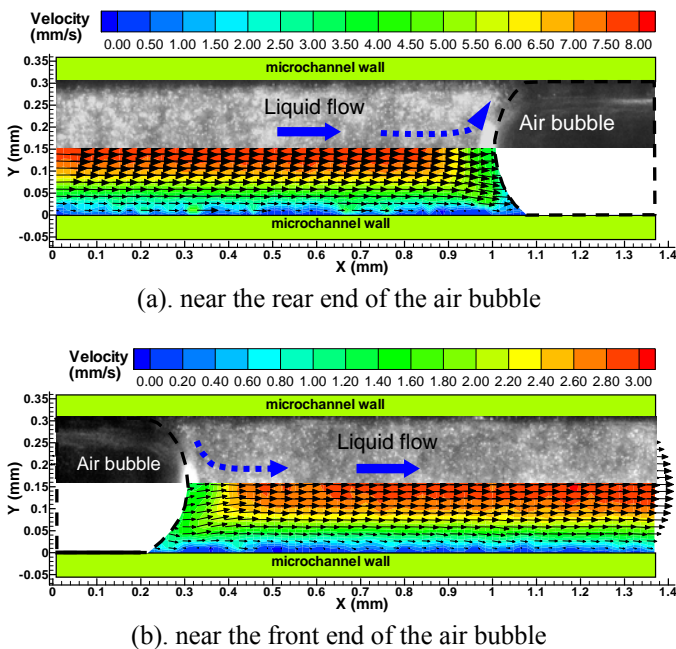 Velocity
(mm/s)
0.00 0.50 1.00 1.50 2.00 2.50 3.00 3.50 4.00 4.50 5.00 5.50 6.00 6.50 7.00 7.50 8.00
microchannel wall
Liquid flow
Air bubble
microchannel wall
Y (mm)
0.35
0.3
0.25
0.2
0.15
0.1
0.05
0
-0.05
0 0.1 0.2 0.3 0.4 0.5 0.6 0.7 0.8 0.9 1.0 1.1 1.2 1.3 1.4
X (mm)
(a). near the rear end of the air bubble
Velocity
(mm/s)
0.00 0.20 0.40 0.60 0.80 1.00 1.20 1.40 1.60 1.80 2.00 2.20 2.40 2.60 2.80 3.00
microchannel wall
Air bubble
Liquid flow
microchannel wall
Y (mm)
0.35
0.3
0.25
0.2
0.15
0.1
0.05
0
-0.05
0 0.1 0.2 0.3 0.4 0.5 0.6 0.7 0.8 0.9 1.0 1.1 1.2 1.3 1.4
X (mm)
(b). near the front end of the air bubble